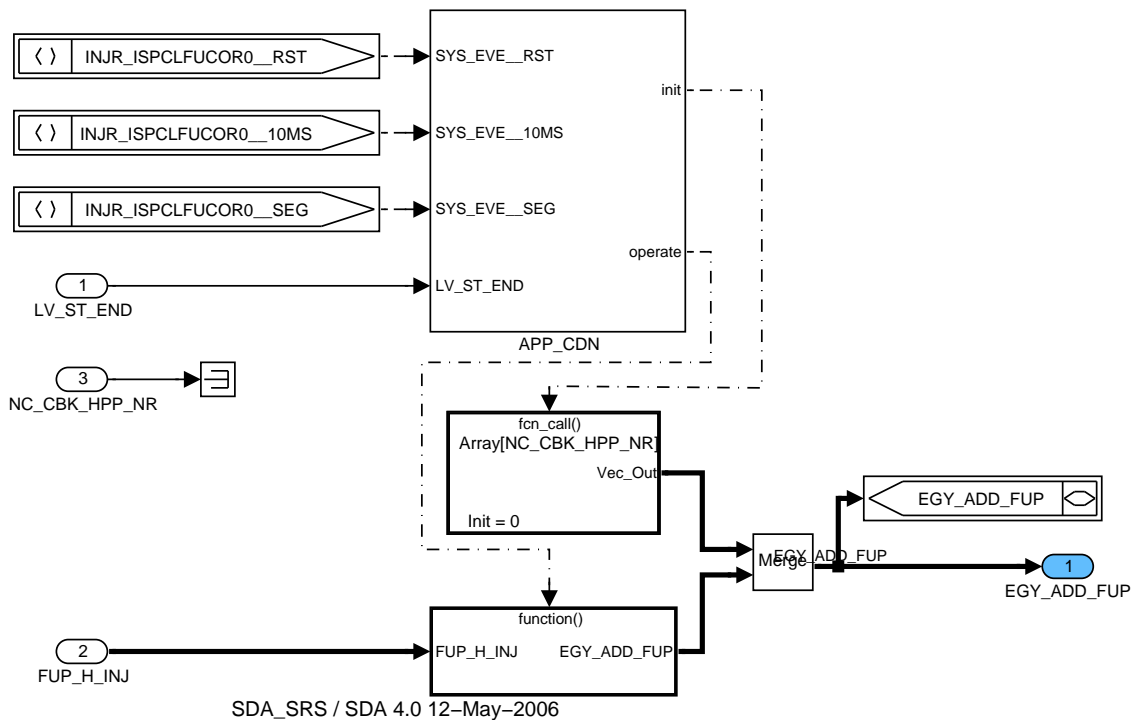 INJR_ISPCLFUCOR0__RST
SYS_EVE__RST
init
INJR_ISPCLFUCOR0__10MS
SYS_EVE__10MS
INJR_ISPCLFUCOR0__SEG
SYS_EVE__SEG
operate
1
LV_ST_END
LV_ST_END
APP_CDN
3
NC_CBK_HPP_NR
fcn_call()
Array[NC_CBK_HPP_NR]
Vec_Out
Init = 0
EGY_ADD_FUP
Merge
EGY_ADD_FUP
1
EGY_ADD_FUP
function()
2
FUP_H_INJ
FUP_H_INJ
EGY_ADD_FUP
SDA_SRS / SDA 4.0 12−May−2006